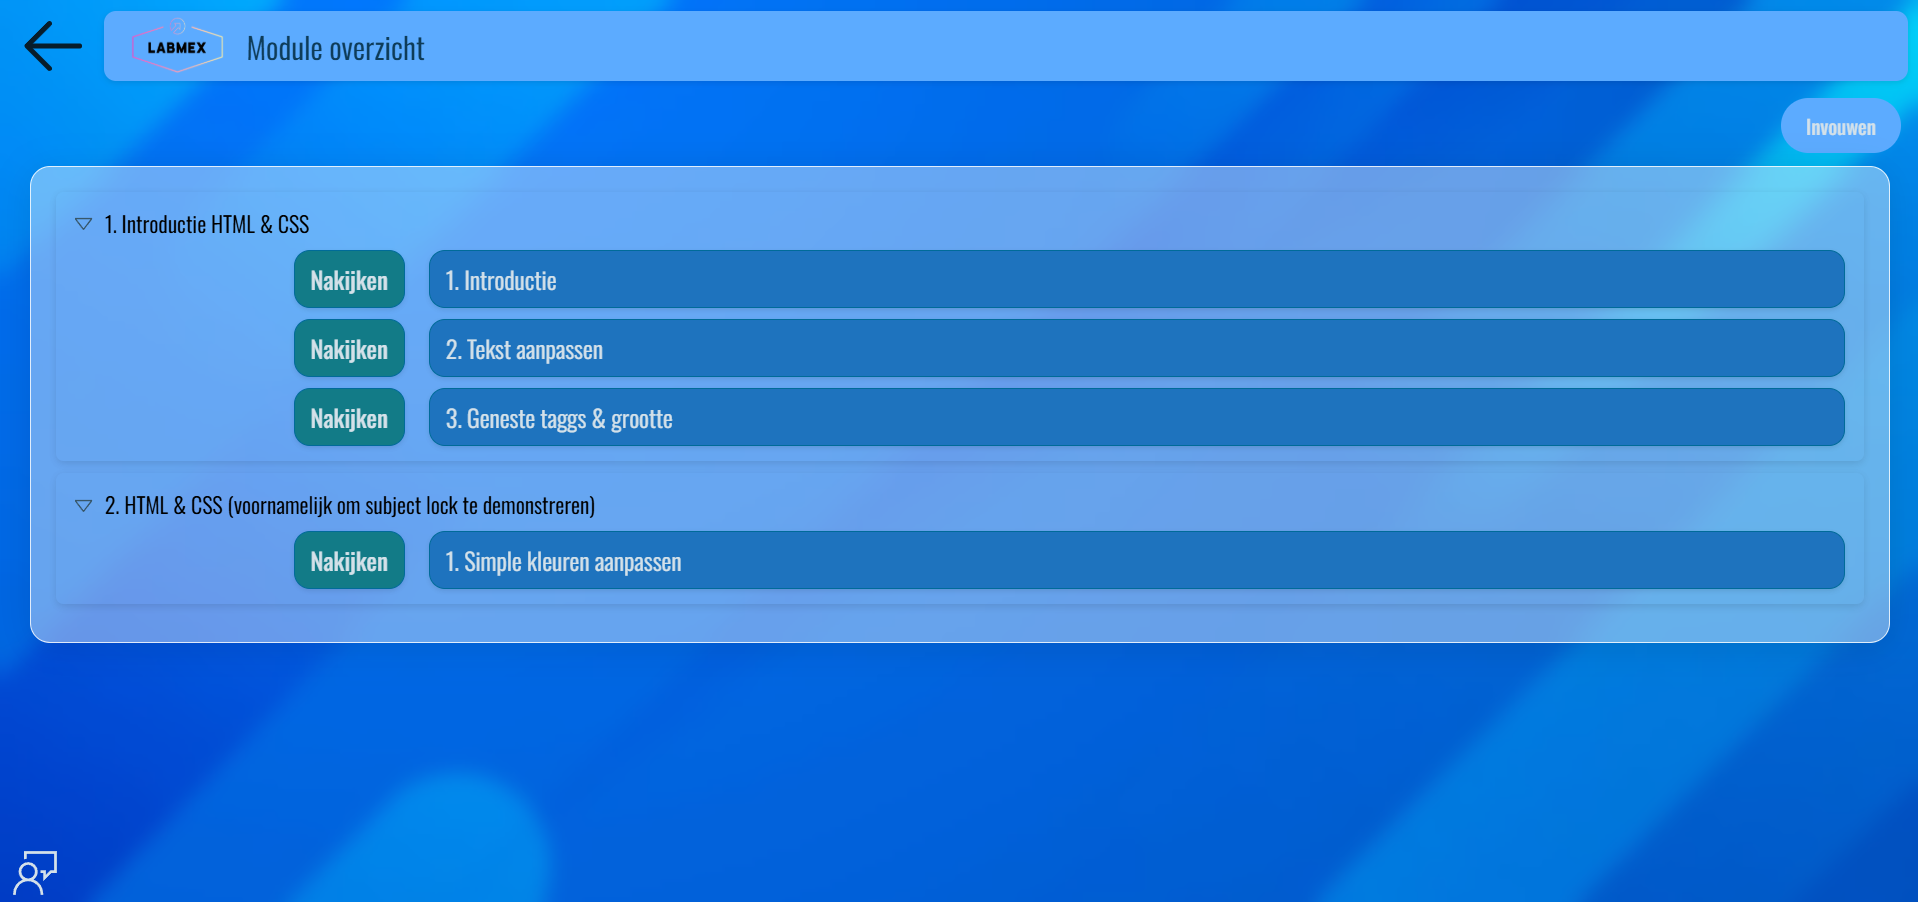 LABMEX
Module overzicht
Invouwen
1. Introductie HTML & CSS
Nakijken
1. Introductie
Nakijken
2. Tekst aanpassen
Nakijken
3. Geneste taggs & grootte
2. HTML & CSS (voornamelijk om subject lock te demonstreren)
Nakijken
1. Simple kleuren aanpassen